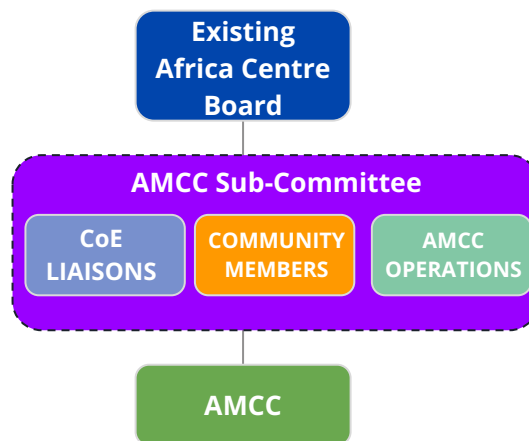 Existing
Africa Centre
Board
AMCC Sub-Committee
CoE
LIAISONS
COMMUNITY
MEMBERS
AMCC
OPERATIONS
AMCC